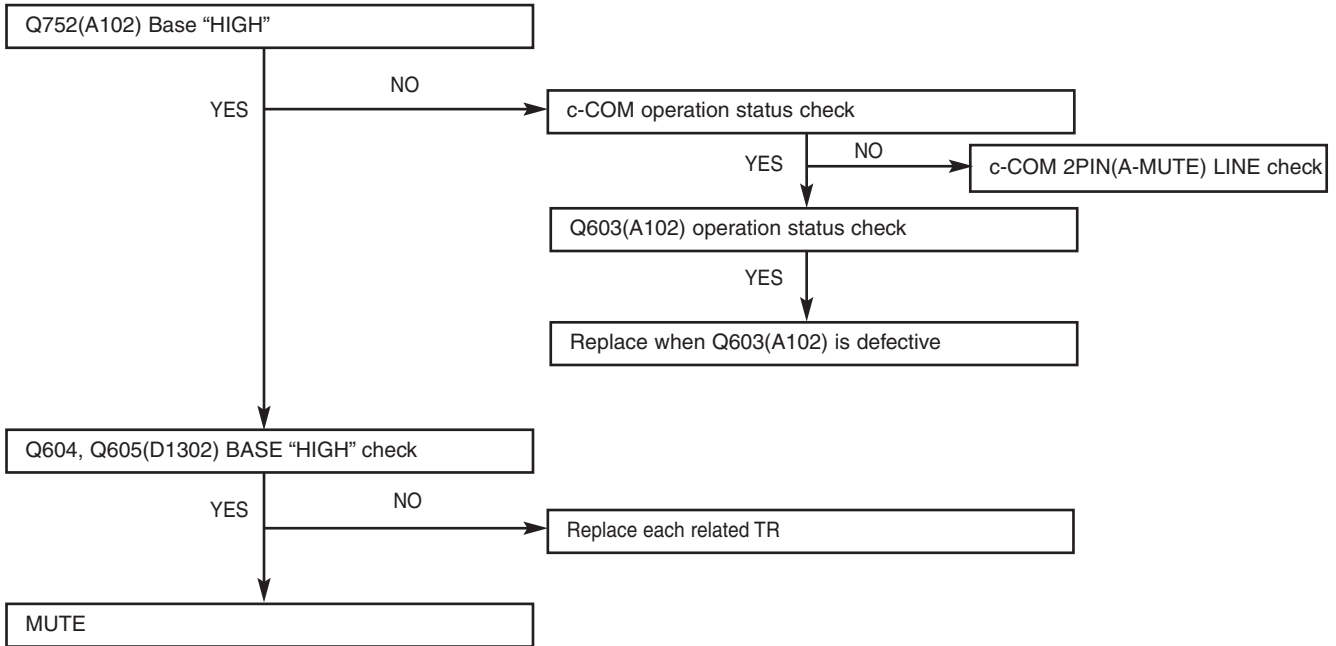 Q752(A102) Base “HIGH”
NO
YES
c-COM operation status check
YES
NO
c-COM 2PIN(A-MUTE) LINE check
Q603(A102) operation status check
YES
Replace when Q603(A102) is defective
Q604, Q605(D1302) BASE “HIGH” check
YES
NO
Replace each related TR
MUTE